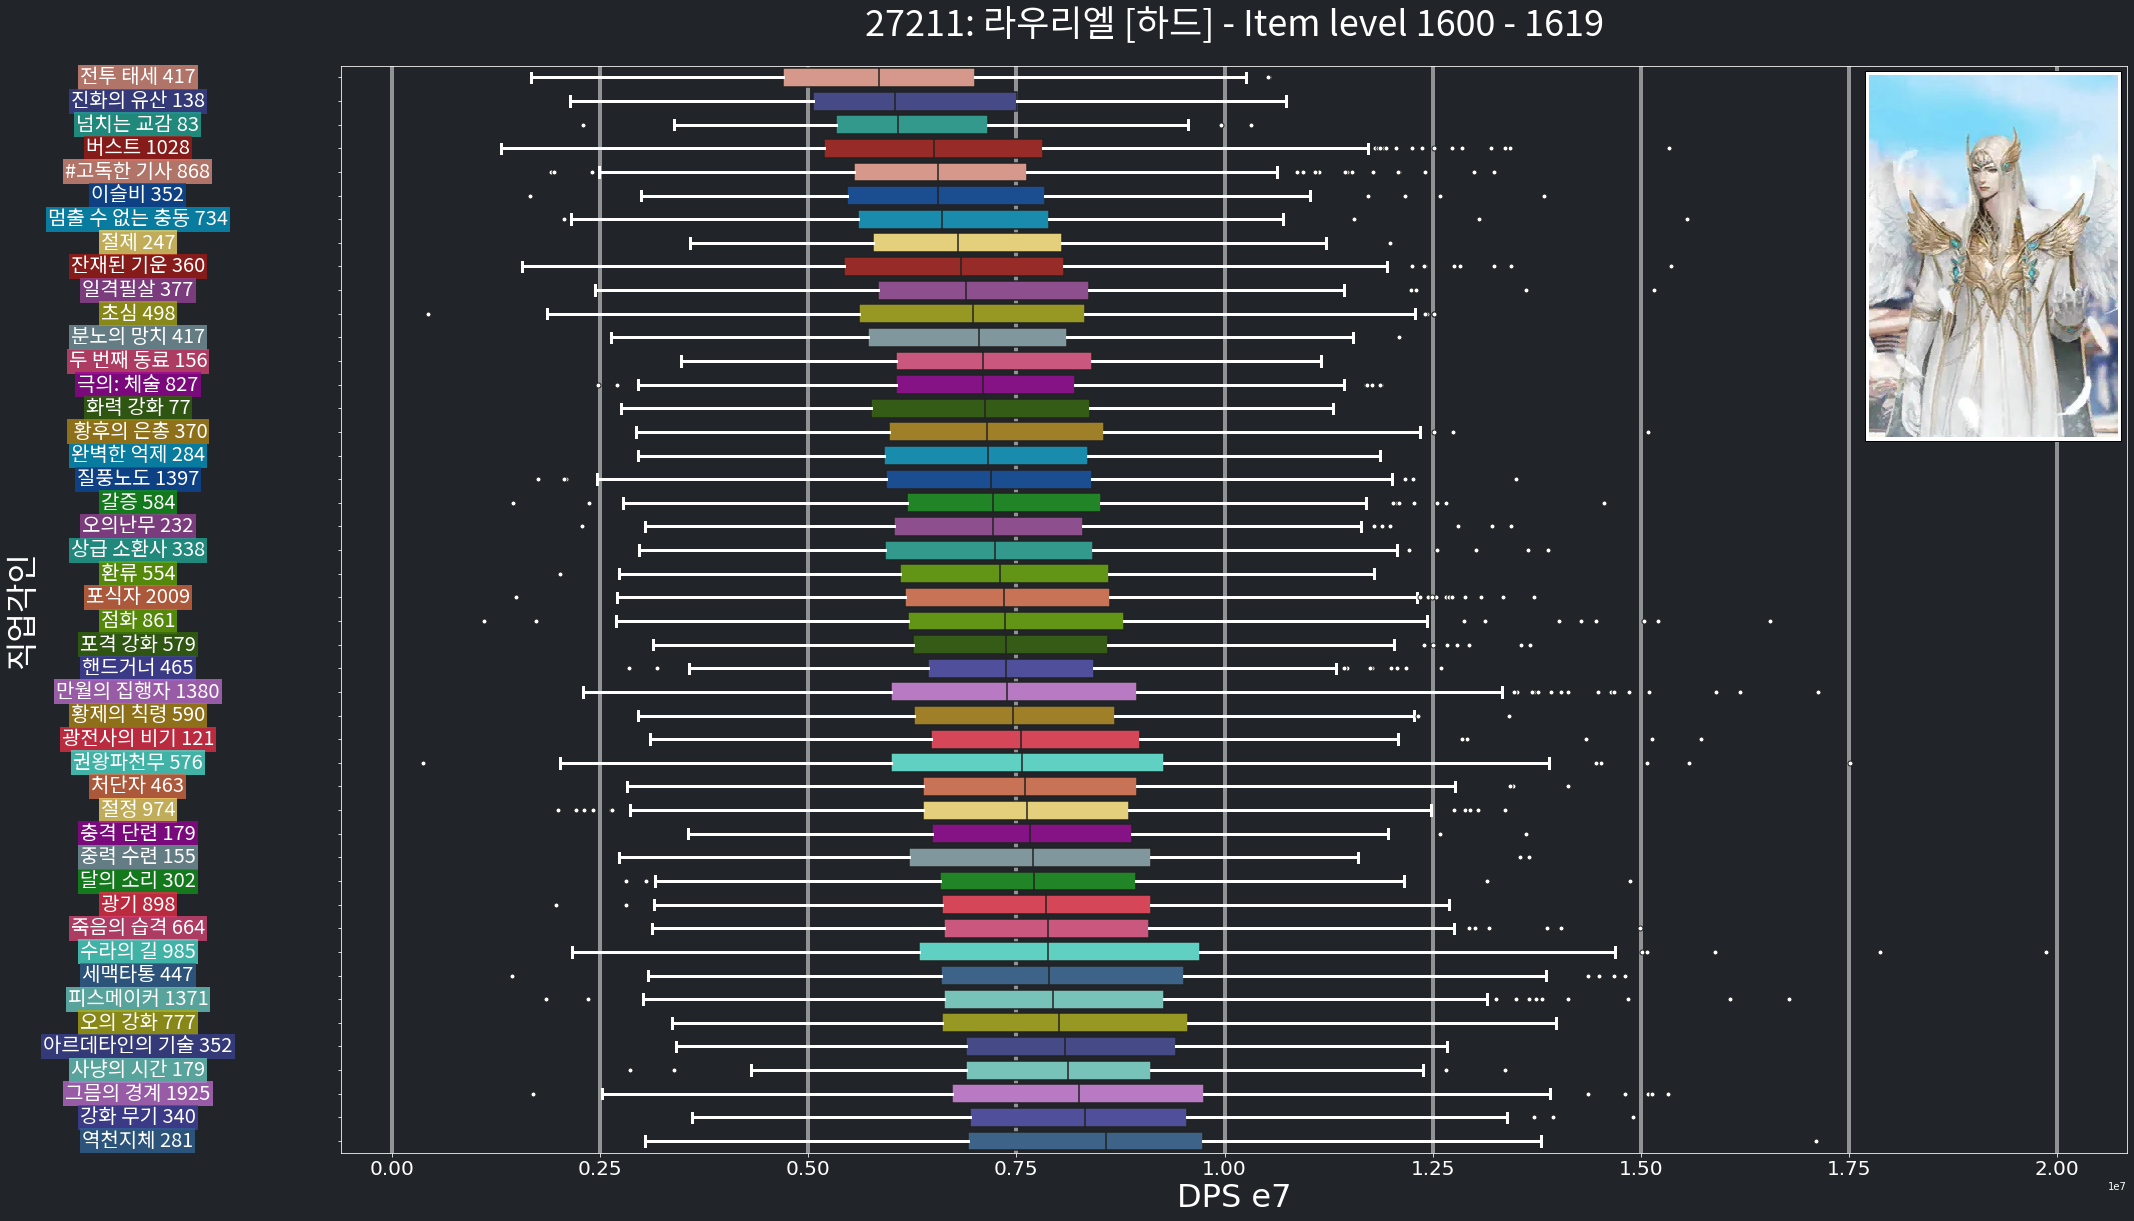 27211: 라우리엘 [하드] - Item level 1600 - 1619
전투 태세 417
진화의 유산 138
넘치는 교감 83
버스트 1028
#고독한 기사 868
이슬비 352
멈출 수 없는 충동 734
절제 247
잔재된 기운 360
일격필살 377
초심 498
분노의 망치 417
두 번째 동료 156
극의: 체술 827
화력 강화 77
황후의 은총 370
완벽한 억제 284
질풍노도 1397
갈증 584
오의난무 232
상급 소환사 338
환류 554
포식자 2009
점화 861
포격 강화 579
핸드거너 465
만월의 집행자 1380
황제의 칙령 590
광전사의 비기 121
권왕파천무 576
처단자 463
절정 974
충격 단련 179
중력 수련 155
달의 소리 302
광기 898
죽음의 습격 664
수라의 길 985
세맥타통 447
피스메이커 1371
오의 강화 777
아르데타인의 기술 352
사냥의 시간 179
그믐의 경계 1925
강화 무기 340
역천지체 281
직업각인
0.00 0.25 0.50 0.75 1.00 1.25 1.50 1.75 2.00
1e7
DPS e7